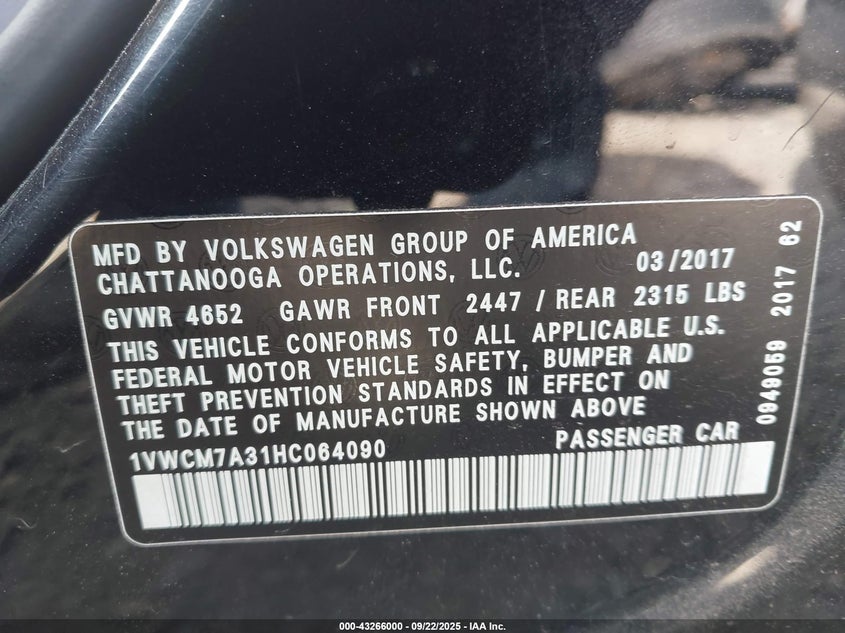 MFD BY VOLKSWAGEN GROUP OF AMERICA
CHATTANOOGA OPERATIONS, LLC. 03/2017
GVWR 4652 GAWR FRONT 2447 / REAR 2315 LBS
THIS VEHICLE CONFORMS TO ALL APPLICABLE U.S.
FEDERAL MOTOR VEHICLE SAFETY, BUMPER AND
THEFT PREVENTION STANDARDS IN EFFECT ON
THE DATE OF MANUFACTURE SHOWN ABOVE
1VWCM7A31HC064090 PASSENGER CAR
0949059 2017 62
000-43266000 - 09/22/2025 - IAA Inc.